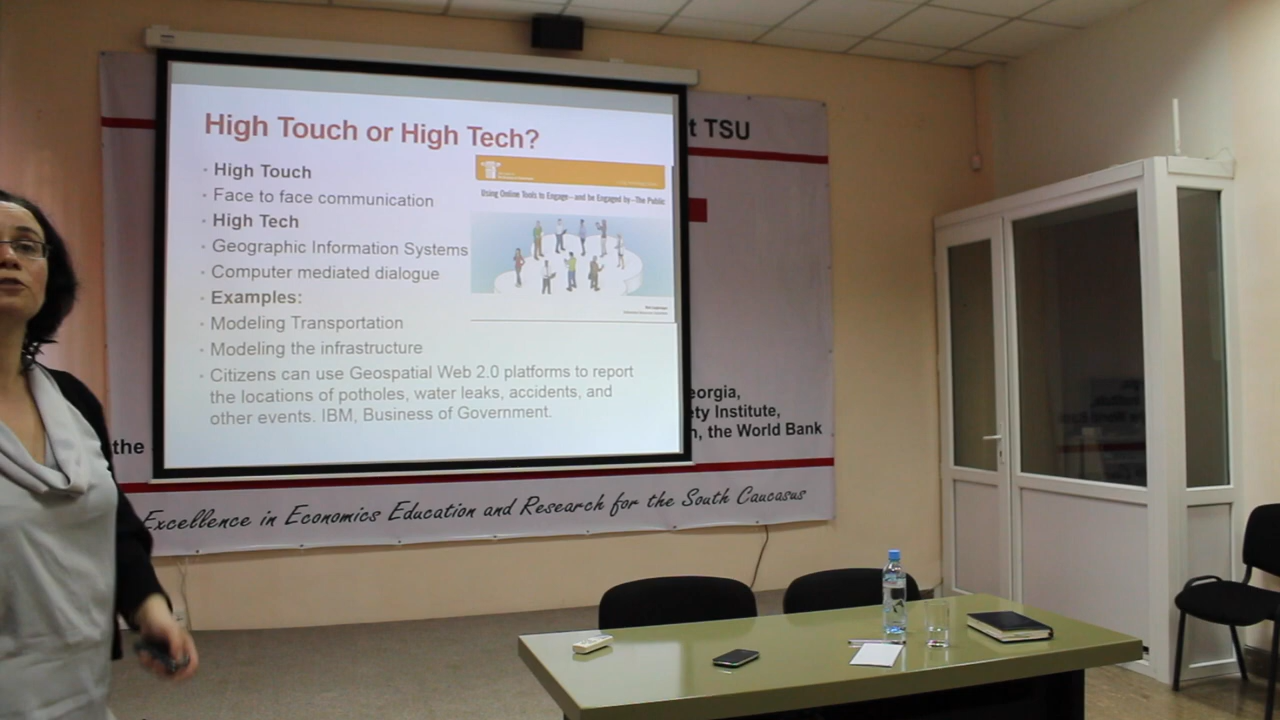 High Touch or High Tech?
High Touch
Face to face communication
High Tech
Geographic Information Systems
Computer mediated dialogue
Examples:
Modeling Transportation
Modeling the infrastructure
Citizens can use Geospatial Web 2.0 platforms to report
the locations of potholes, water leaks, accidents, and
other events. IBM, Business of Government.
Using Online Tools to Engage—and be Engaged by—The Public
t TSU
eorgia,
ety Institute,
the
n, the World Bank
Excellence in Economics Education and Research for the South Caucasus